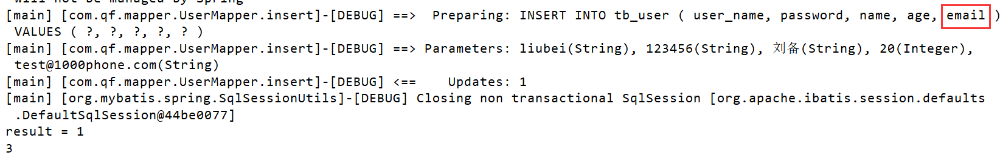 will not be managed by Spring
[main] [com.qf.mapper.UserMapper.insert]-[DEBUG] ==>  Preparing: INSERT INTO tb_user ( user_name, password, name, age, email )
VALUES ( ?, ?, ?, ?, ? )
[main] [com.qf.mapper.UserMapper.insert]-[DEBUG] ==> Parameters: liubei(String), 123456(String), 刘备(String), 20(Integer),
test@1000phone.com(String)
[main] [com.qf.mapper.UserMapper.insert]-[DEBUG] <==    Updates: 1
[main] [org.mybatis.spring.SqlSessionUtils]-[DEBUG] Closing non transactional SqlSession [org.apache.ibatis.session.defaults
.DefaultSqlSession@44be0077]
result = 1
3